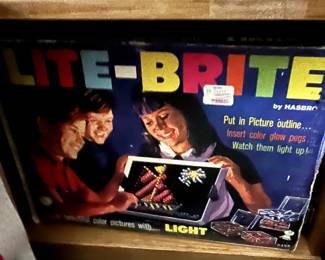 LITE-BRITE
by HASBRO
Put in Picture outline...
Insert color glow pegs...
Watch them light up!
color pictures with... LIGHT